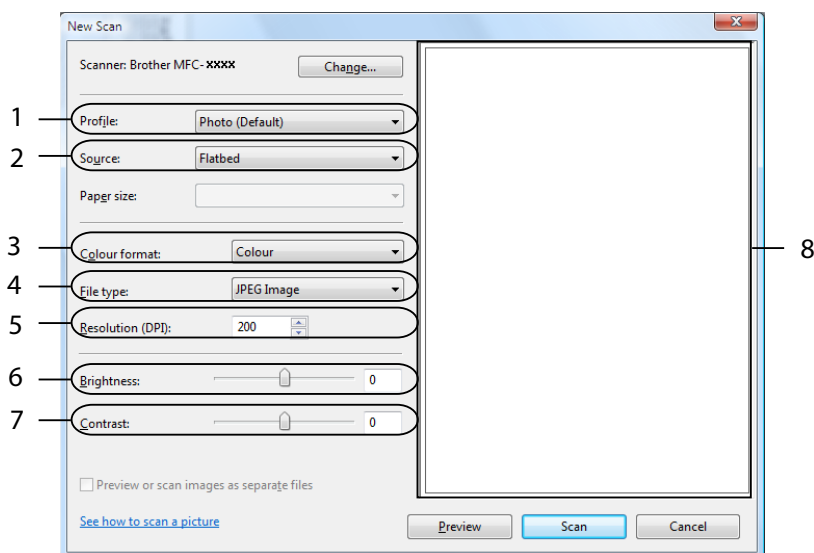 New Scan
Scanner: Brother MFC-xxxx
Change...
1
Profile:
Photo (Default)
2
Source:
Flatbed
Paper size:
3
Colour format:
Colour
8
4
File type:
JPEG Image
5
Resolution (DPI):
200
6
Brightness:
0
7
Contrast:
0
Preview or scan images as separate files
See how to scan a picture
Preview
Scan
Cancel